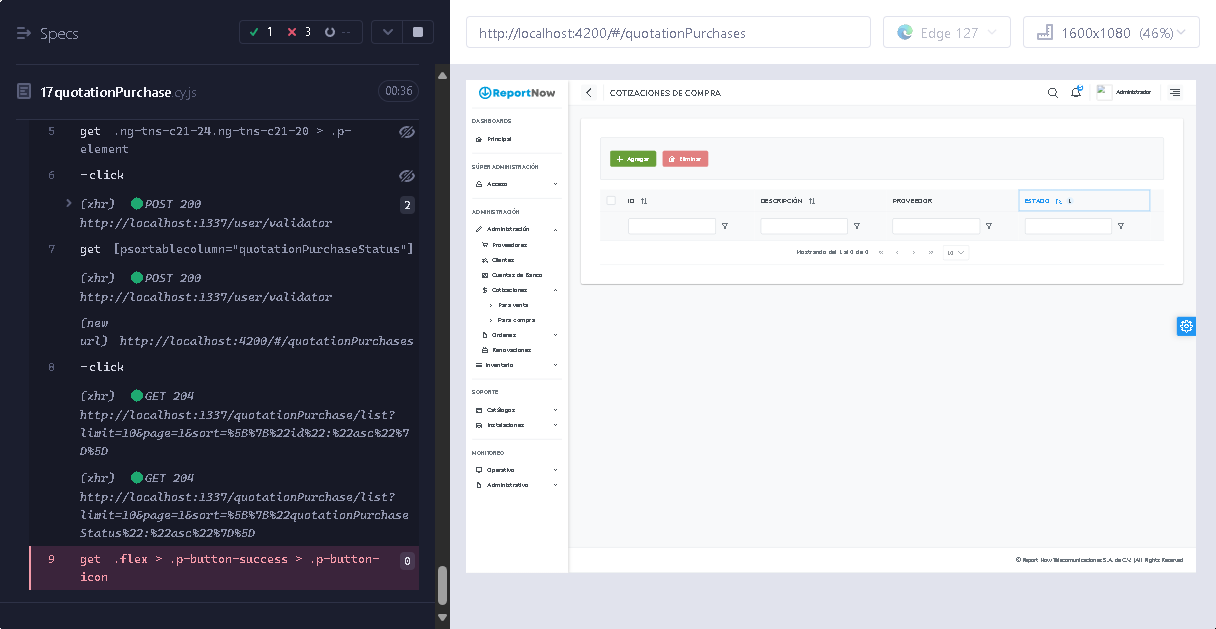 Specs
1
3
--
http://localhost:4200/#/quotationPurchases
Edge 127
1600x1080 (46%)
17quotationPurchase.cy.js
00:36
5 get .ng-tns-c21-24.ng-tns-c21-20 > .p-
element
6 -click
(xhr) POST 200
2
http://localhost:1337/user/validator
7 get [psortablecolumn="quotationPurchaseStatus"]
(xhr) POST 200
http://localhost:1337/user/validator
(new
url) http://localhost:4200/#/quotationPurchases
8 -click
(xhr) GET 204
http://localhost:1337/quotationPurchase/list?
limit=10&page=1&sort=%5B%7B%22id%22:%22asc%22%7
D%5D
(xhr) GET 204
http://localhost:1337/quotationPurchase/list?
limit=10&page=1&sort=%5B%7B%22quotationPurchase
Status%22:%22asc%22%7D%5D
9 get .flex > .p-button-success > .p-button-
icon
0
ReportNow
DASHBOARDS
Principal
SÚPER ADMINISTRACIÓN
Acceso
ADMINISTRACIÓN
Administración
Proveedores
Clientes
Cuentas de Banco
Cotizaciones
Para venta
Para compra
Ordenes
Renovaciones
Inventario
SOPORTE
Catálogos
Instalaciones
MONITOREO
Operativo
Administrativo
COTIZACIONES DE COMPRA
Administrador
Agregar
Eliminar
ID
DESCRIPCIÓN
PROVEEDOR
ESTADO
1
Mostrando del 1 al 0 de 0
«
‹
›
»
10
© Report Now Telecomunicaciones S.A. de C.V. | All Rights Reserved